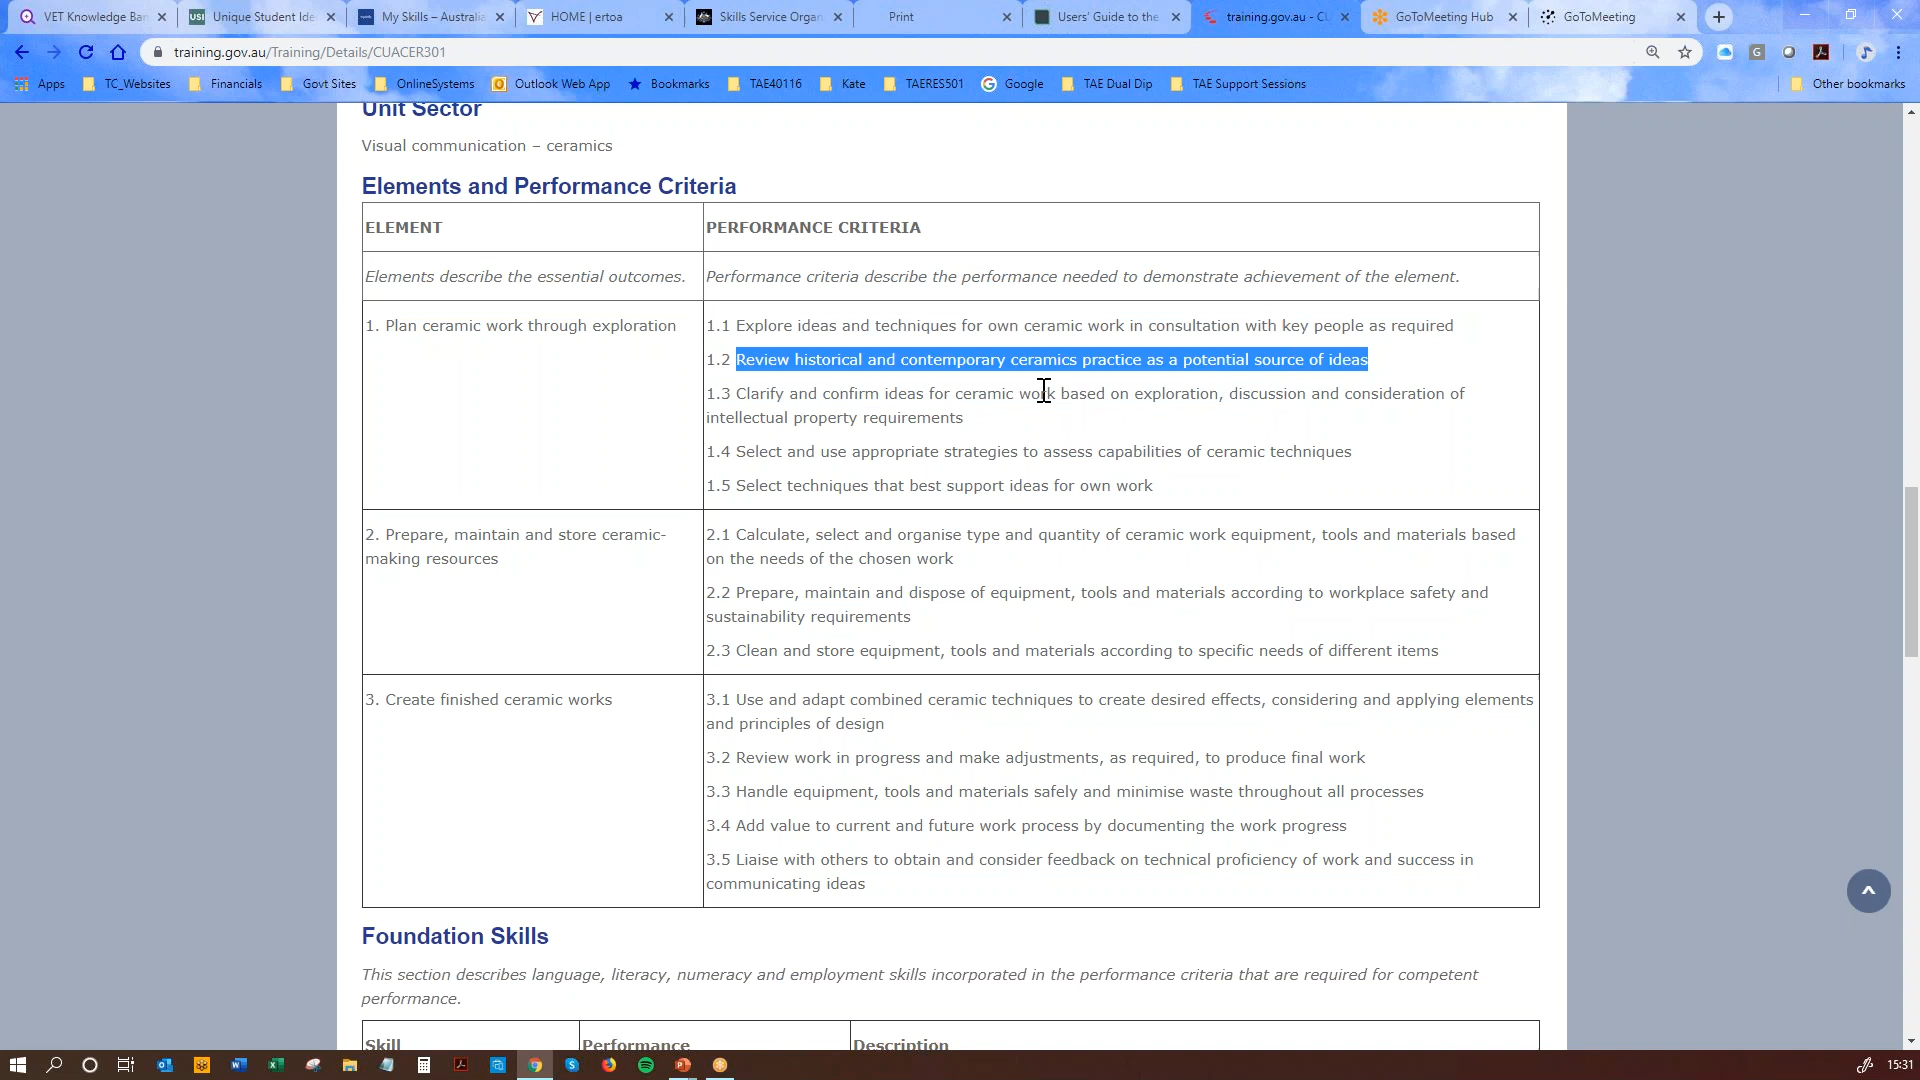 VET Knowledge Ban
Unique Student Ide
My Skills – Australia
HOME | ertoa
Skills Service Organ
Print
Users' Guide to the
training.gov.au - CU
GoToMeeting Hub
GoToMeeting
training.gov.au/Training/Details/CUACER301
Apps
TC_Websites
Financials
Govt Sites
OnlineSystems
Outlook Web App
Bookmarks
TAE40116
Kate
TAERES501
Google
TAE Dual Dip
TAE Support Sessions
Other bookmarks
Unit Sector
Visual communication – ceramics
Elements and Performance Criteria
ELEMENT
PERFORMANCE CRITERIA
Elements describe the essential outcomes.
Performance criteria describe the performance needed to demonstrate achievement of the element.
1. Plan ceramic work through exploration
1.1 Explore ideas and techniques for own ceramic work in consultation with key people as required
1.2 Review historical and contemporary ceramics practice as a potential source of ideas
1.3 Clarify and confirm ideas for ceramic work based on exploration, discussion and consideration of
intellectual property requirements
1.4 Select and use appropriate strategies to assess capabilities of ceramic techniques
1.5 Select techniques that best support ideas for own work
2. Prepare, maintain and store ceramic-
making resources
2.1 Calculate, select and organise type and quantity of ceramic work equipment, tools and materials based
on the needs of the chosen work
2.2 Prepare, maintain and dispose of equipment, tools and materials according to workplace safety and
sustainability requirements
2.3 Clean and store equipment, tools and materials according to specific needs of different items
3. Create finished ceramic works
3.1 Use and adapt combined ceramic techniques to create desired effects, considering and applying elements
and principles of design
3.2 Review work in progress and make adjustments, as required, to produce final work
3.3 Handle equipment, tools and materials safely and minimise waste throughout all processes
3.4 Add value to current and future work process by documenting the work progress
3.5 Liaise with others to obtain and consider feedback on technical proficiency of work and success in
communicating ideas
Foundation Skills
This section describes language, literacy, numeracy and employment skills incorporated in the performance criteria that are required for competent
performance.
Skill
Performance
Description
15:31